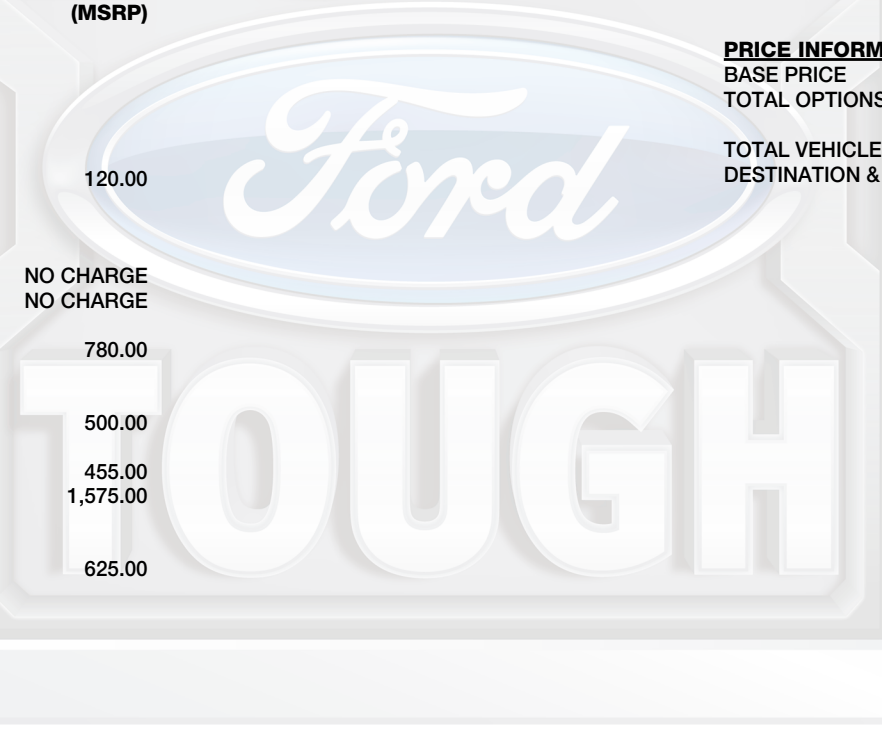 (MSRP)
120.00
NO CHARGE
NO CHARGE
780.00
500.00
455.00
1,575.00
625.00
PRICE INFORM
BASE PRICE
TOTAL OPTIONS
TOTAL VEHICLE
DESTINATION &
Ford
TOUGH